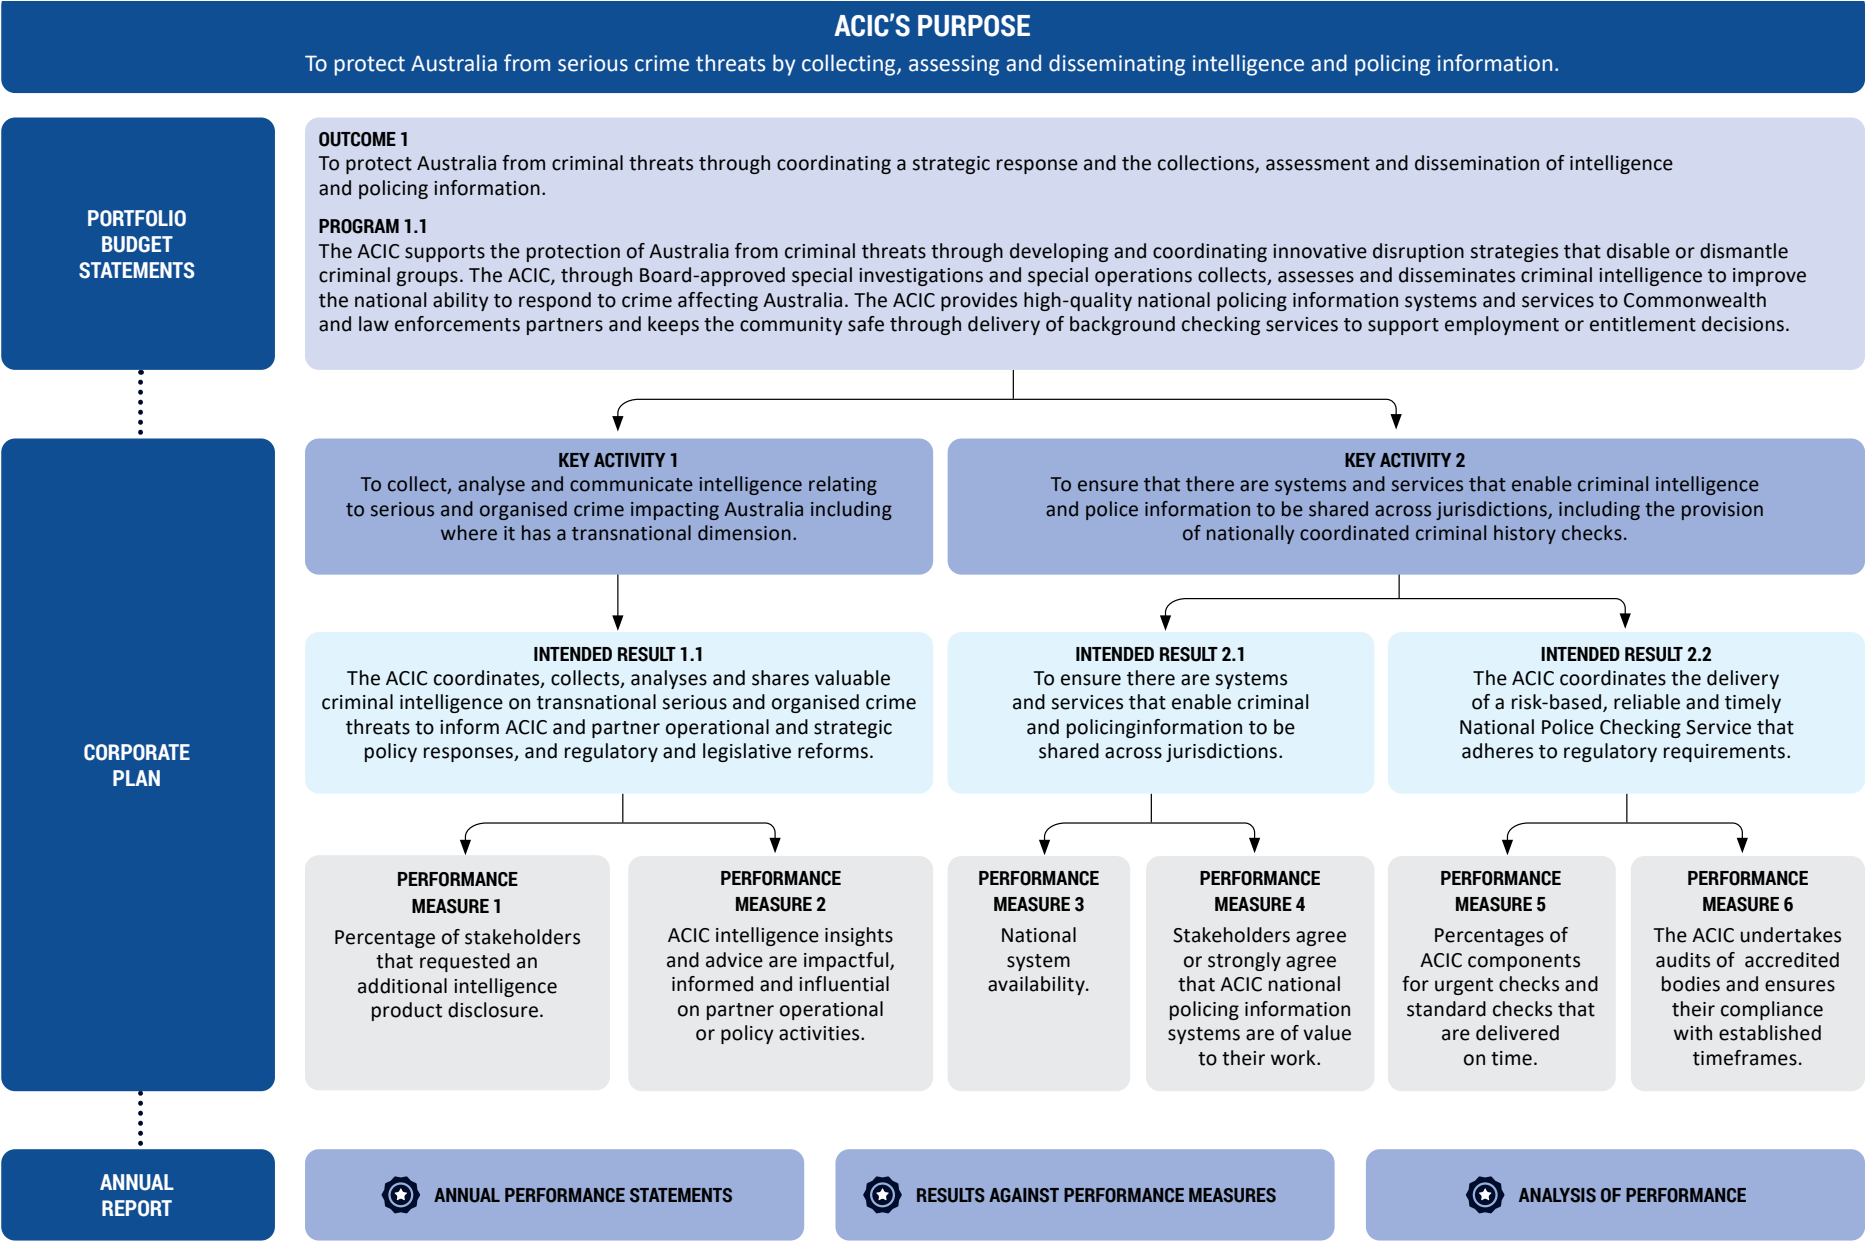 ACIC'S PURPOSE
To protect Australia from serious crime threats by collecting, assessing and disseminating intelligence and policing information.
PORTFOLIO
BUDGET
STATEMENTS
OUTCOME 1
To protect Australia from criminal threats through coordinating a strategic response and the collections, assessment and dissemination of intelligence
and policing information.
PROGRAM 1.1
The ACIC supports the protection of Australia from criminal threats through developing and coordinating innovative disruption strategies that disable or dismantle
criminal groups. The ACIC, through Board-approved special investigations and special operations collects, assesses and disseminates criminal intelligence to improve
the national ability to respond to crime affecting Australia. The ACIC provides high-quality national policing information systems and services to Commonwealth
and law enforcements partners and keeps the community safe through delivery of background checking services to support employment or entitlement decisions.
CORPORATE
PLAN
KEY ACTIVITY 1
To collect, analyse and communicate intelligence relating
to serious and organised crime impacting Australia including
where it has a transnational dimension.
KEY ACTIVITY 2
To ensure that there are systems and services that enable criminal intelligence
and police information to be shared across jurisdictions, including the provision
of nationally coordinated criminal history checks.
INTENDED RESULT 1.1
The ACIC coordinates, collects, analyses and shares valuable
criminal intelligence on transnational serious and organised crime
threats to inform ACIC and partner operational and strategic
policy responses, and regulatory and legislative reforms.
INTENDED RESULT 2.1
To ensure there are systems
and services that enable criminal
and policinginformation to be
shared across jurisdictions.
INTENDED RESULT 2.2
The ACIC coordinates the delivery
of a risk-based, reliable and timely
National Police Checking Service that
adheres to regulatory requirements.
PERFORMANCE
MEASURE 1
Percentage of stakeholders
that requested an
additional intelligence
product disclosure.
PERFORMANCE
MEASURE 2
ACIC intelligence insights
and advice are impactful,
informed and influential
on partner operational
or policy activities.
PERFORMANCE
MEASURE 3
National
system
availability.
PERFORMANCE
MEASURE 4
Stakeholders agree
or strongly agree
that ACIC national
policing information
systems are of value
to their work.
PERFORMANCE
MEASURE 5
Percentages of
ACIC components
for urgent checks and
standard checks that
are delivered
on time.
PERFORMANCE
MEASURE 6
The ACIC undertakes
audits of accredited
bodies and ensures
their compliance
with established
timeframes.
ANNUAL
REPORT
ANNUAL PERFORMANCE STATEMENTS
RESULTS AGAINST PERFORMANCE MEASURES
ANALYSIS OF PERFORMANCE